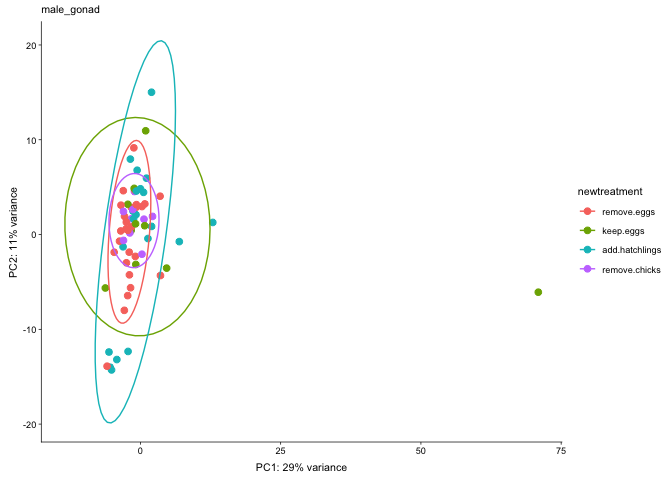 male_gonad
20
10
0
-10
-20
PC2: 11% variance
0
25
50
75
PC1: 29% variance
newtreatment
remove.eggs
keep.eggs
add.hatchlings
remove.chicks